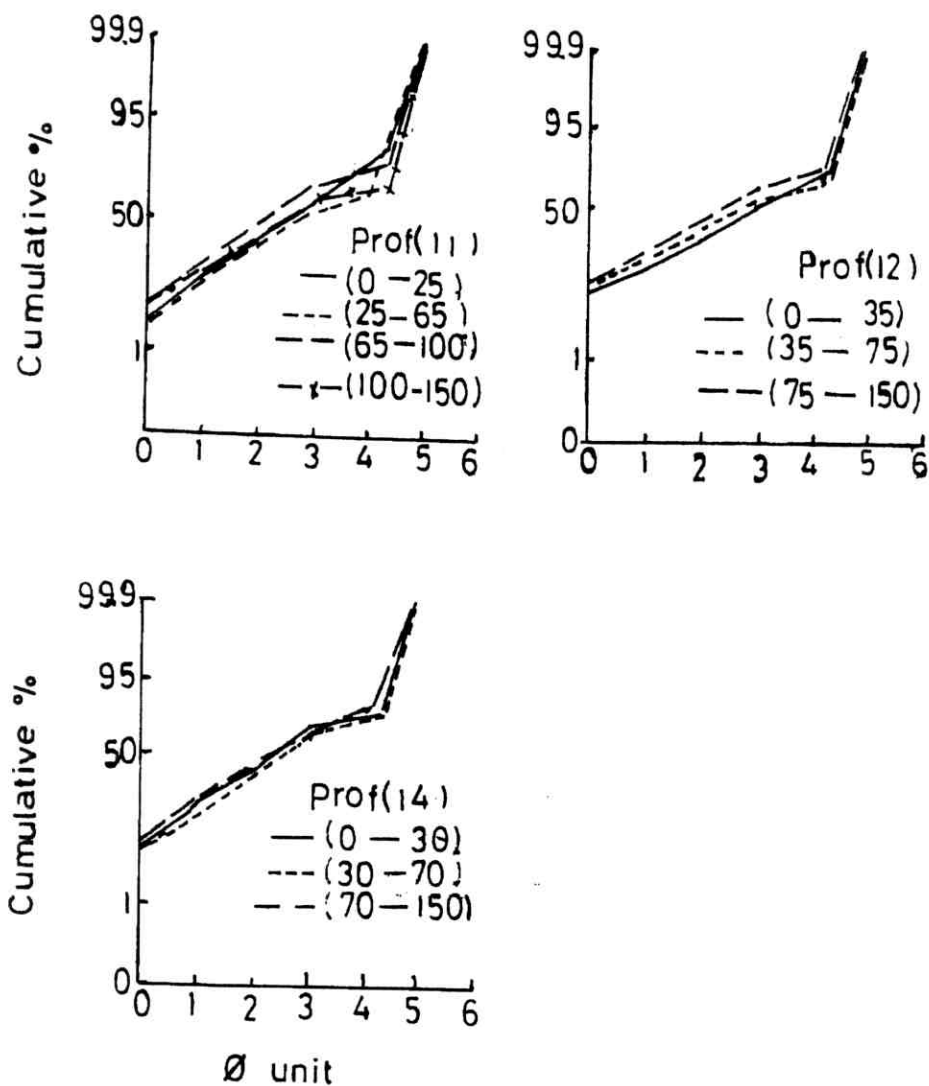 99.9
95
50
1
Cumulative %
Prof(11)
(0 — 25)
(25-65)
(65-100)
(100-150)
0 1 2 3 4 5 6
99.9
95
50
1
0
Prof(12)
(0 — 35)
(35 — 75)
(75 — 150)
0 1 2 3 4 5 6
99.9
95
50
1
0
Cumulative %
Prof(14)
(0 — 30)
(30 — 70)
(70 — 150)
0 1 2 3 4 5 6
Ø unit